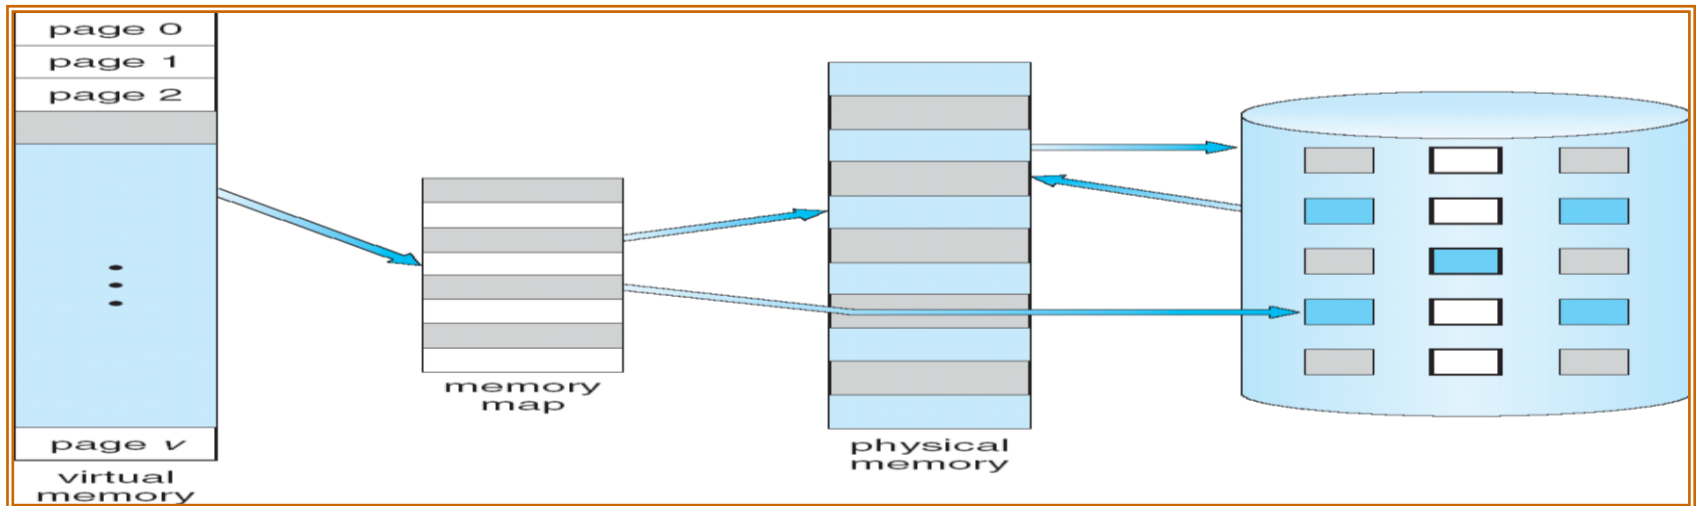 page 0
page 1
page 2
page v
virtual
memory
memory
map
physical
memory